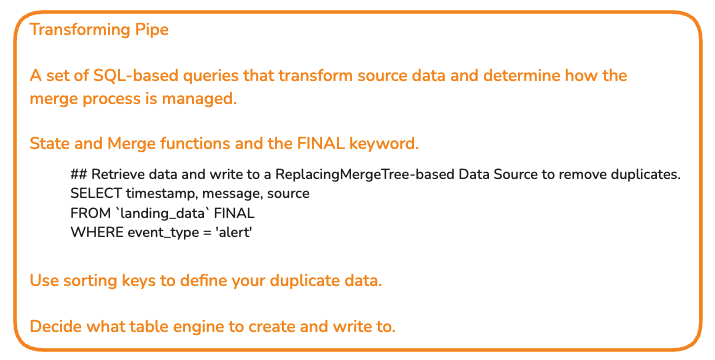 Transforming Pipe
A set of SQL-based queries that transform source data and determine how the
merge process is managed.
State and Merge functions and the FINAL keyword.
## Retrieve data and write to a ReplacingMergeTree-based Data Source to remove duplicates.
SELECT timestamp, message, source
FROM `landing_data` FINAL
WHERE event_type = 'alert'
Use sorting keys to define your duplicate data.
Decide what table engine to create and write to.